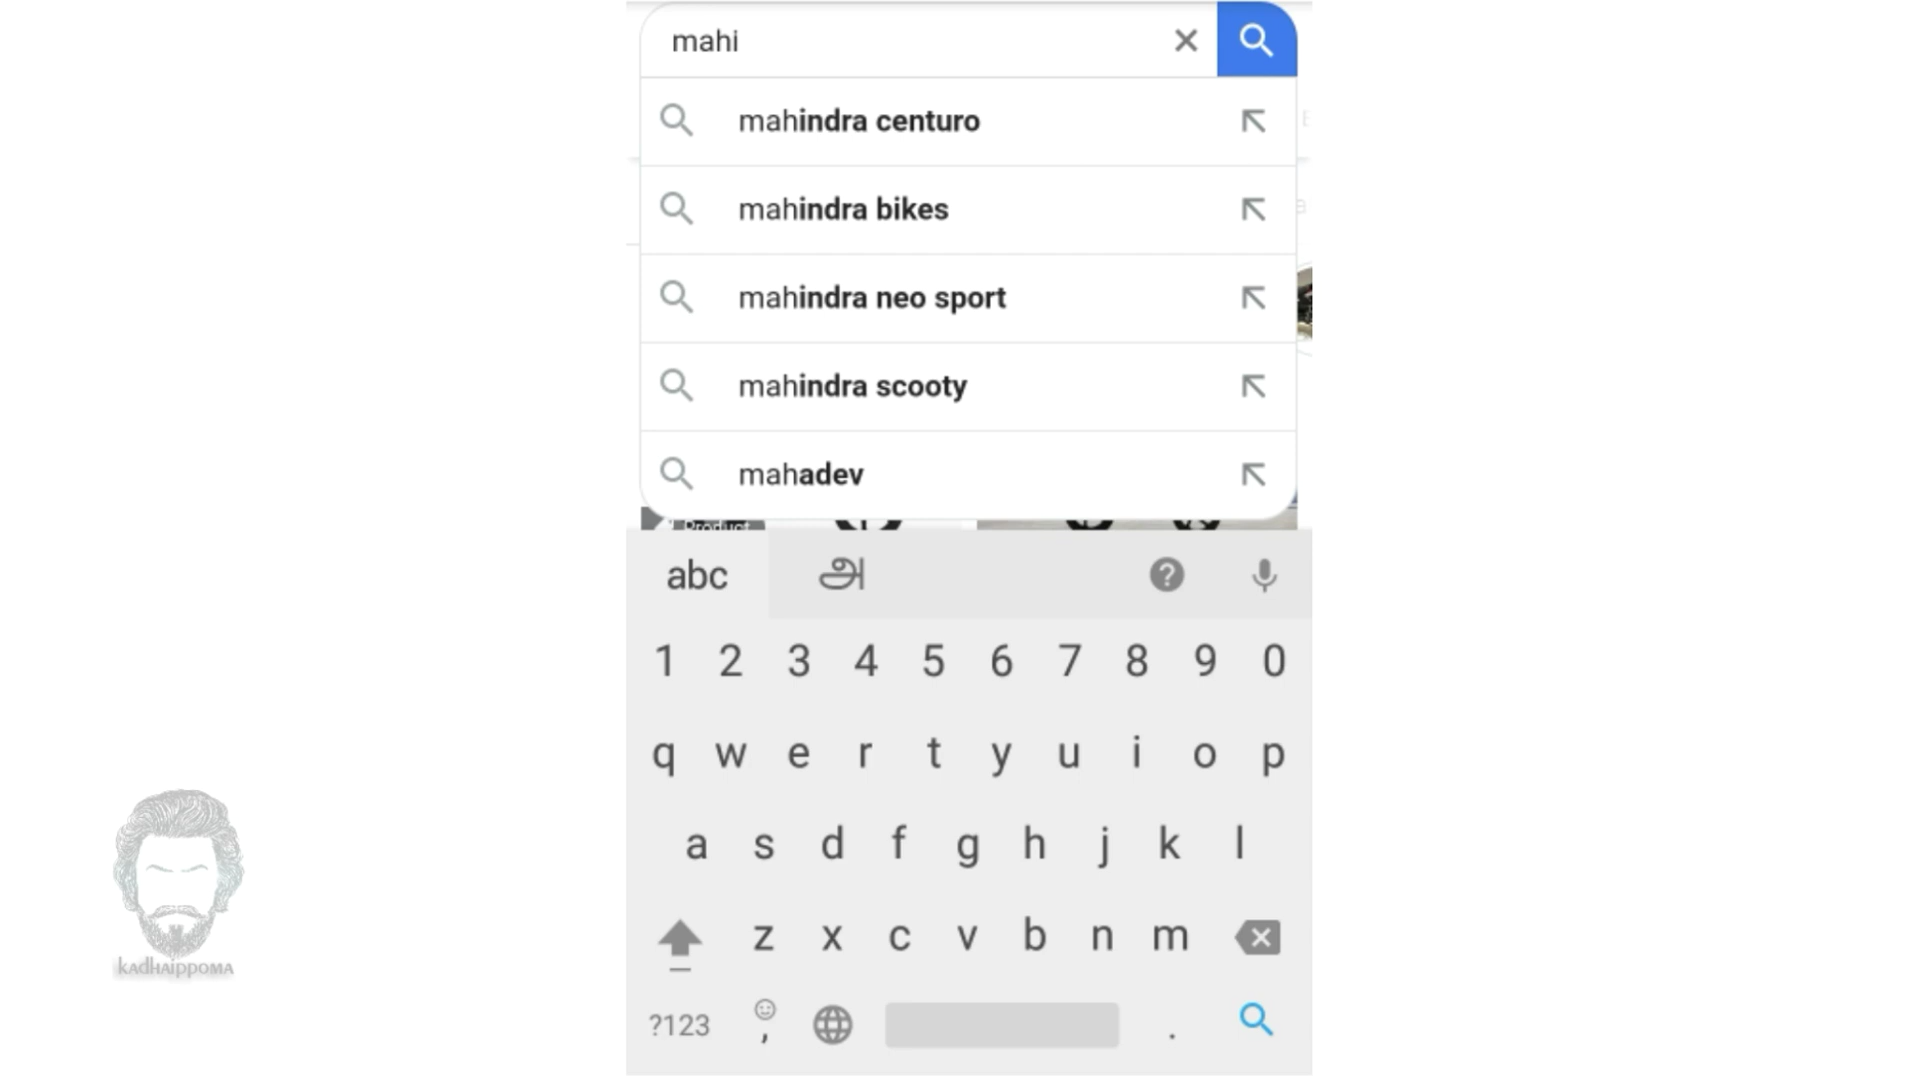 mahi
mahindra centuro
mahindra bikes
mahindra neo sport
mahindra scooty
mahadev
Product
abc அ
1 2 3 4 5 6 7 8 9 0
q w e r t y u i o p
a s d f g h j k l
z x c v b n m
?123 , .
kAdHAippoMA